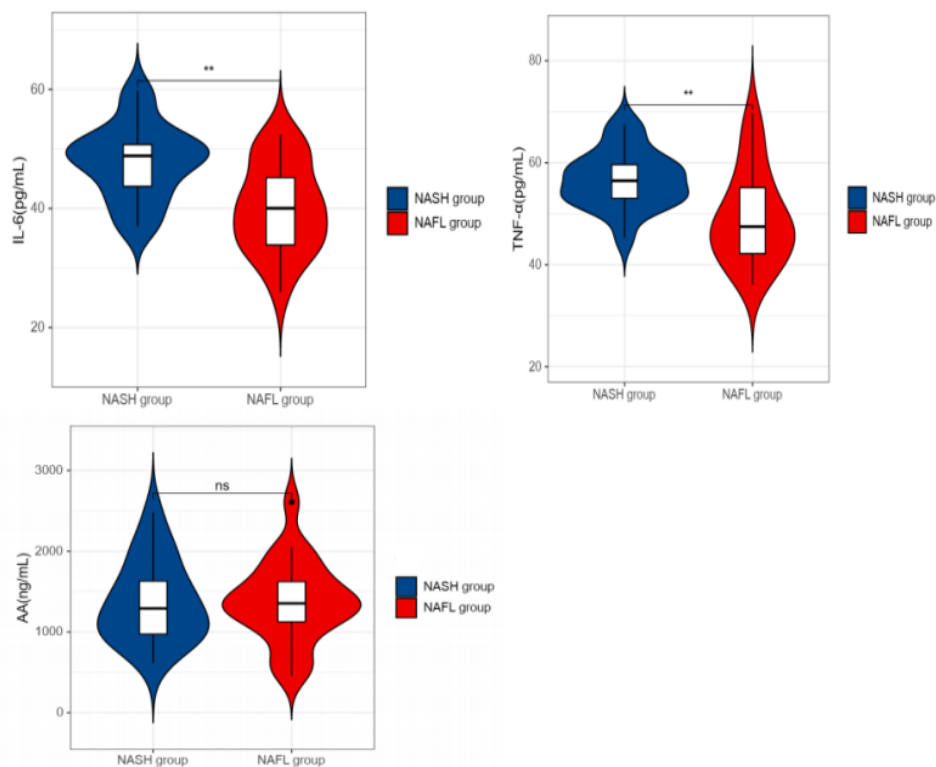 IL-6(pg/mL)
60
40
20
**
NASH group
NAFL group
NASH group
NAFL group
TNF-α(pg/mL)
80
60
40
20
**
NASH group
NAFL group
NASH group
NAFL group
AA(ng/mL)
3000
2000
1000
0
ns
NASH group
NAFL group
NASH group
NAFL group